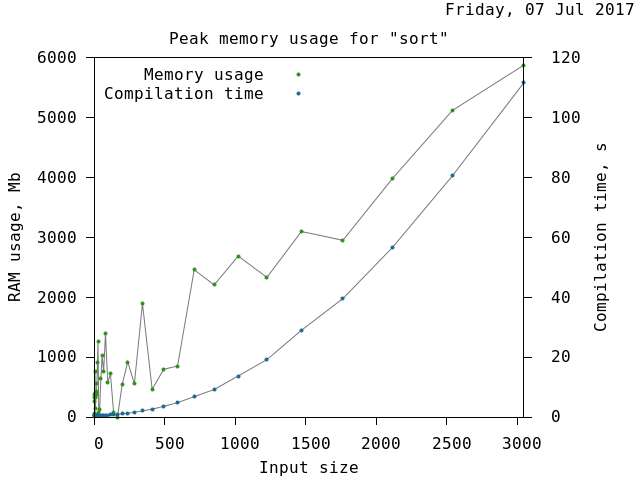 Friday, 07 Jul 2017
Peak memory usage for "sort"
Memory usage
Compilation time
6000
5000
4000
3000
2000
1000
0
RAM usage, Mb
120
100
80
60
40
20
0
Compilation time, s
0 500 1000 1500 2000 2500 3000
Input size